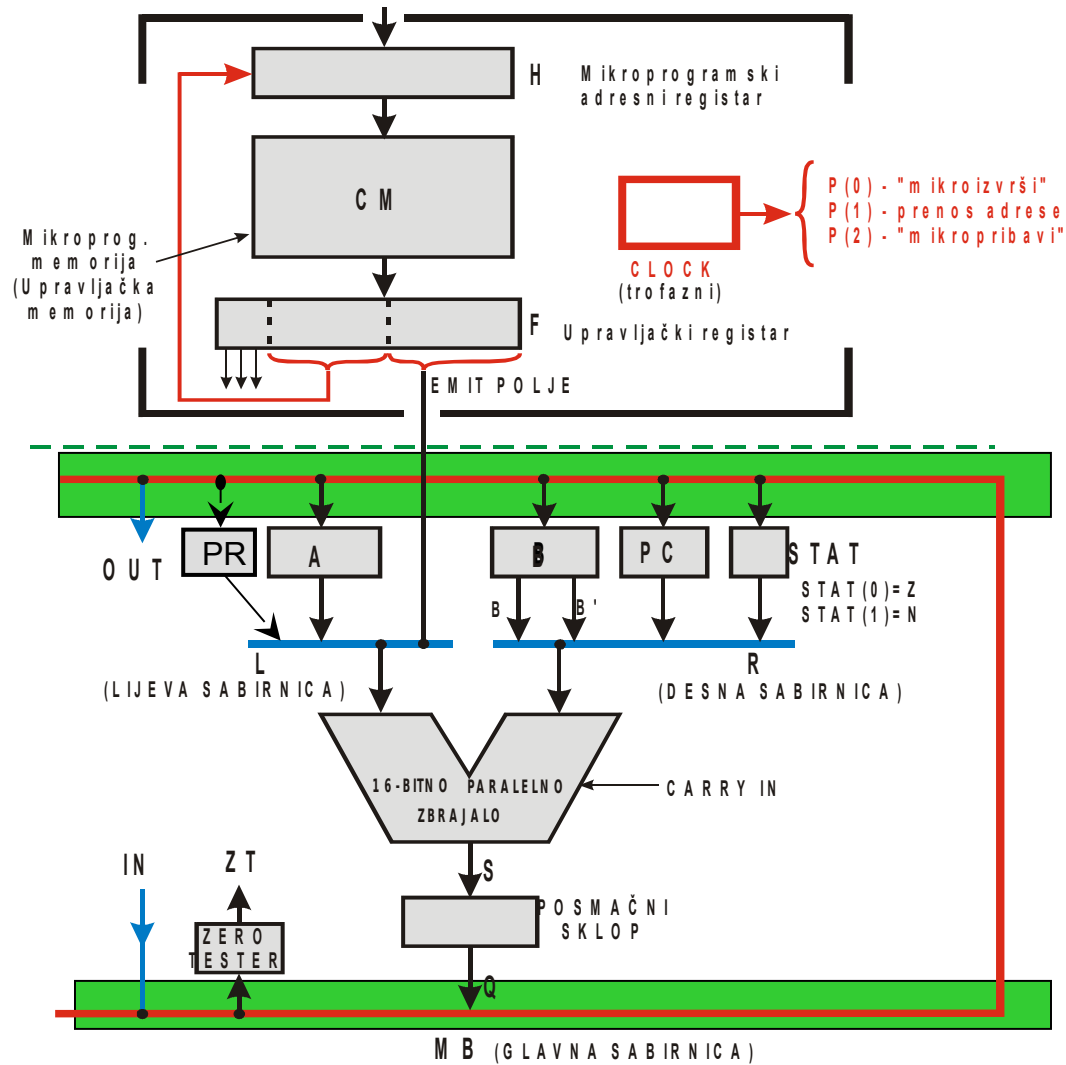 H
Mikroprogramski
adresni registar
CM
P(0) - "mikroizvrši"
P(1) - prenos adrese
P(2) - "mikropribavi"
Mikroprog.
memorija
(Upravljačka
memorija)
CLOCK
(trofazni)
F
Upravljački registar
EMIT POLJE
OUT
PR
A
B
PC
STAT
STAT(0)=Z
STAT(1)=N
B
B'
L
(LIJEVA SABIRNICA)
R
(DESNA SABIRNICA)
16-BITNO PARALELNO
ZBRAJALO
CARRY IN
S
IN
ZT
POSMAČNI
SKLOP
ZERO
TESTER
Q
MB (GLAVNA SABIRNICA)